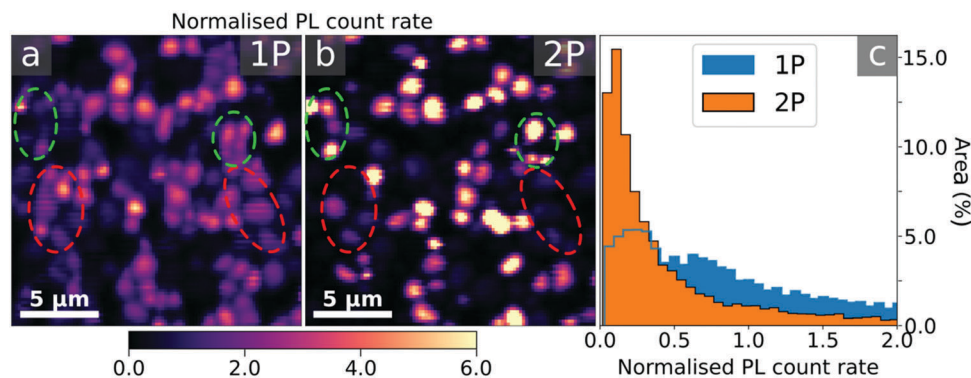 Normalised PL count rate
a
1P
b
2P
c
5 μm
5 μm
0.0
2.0
4.0
6.0
1P
2P
15.0
10.0
5.0
0.0
Area (%)
0.0
0.5
1.0
1.5
2.0
Normalised PL count rate